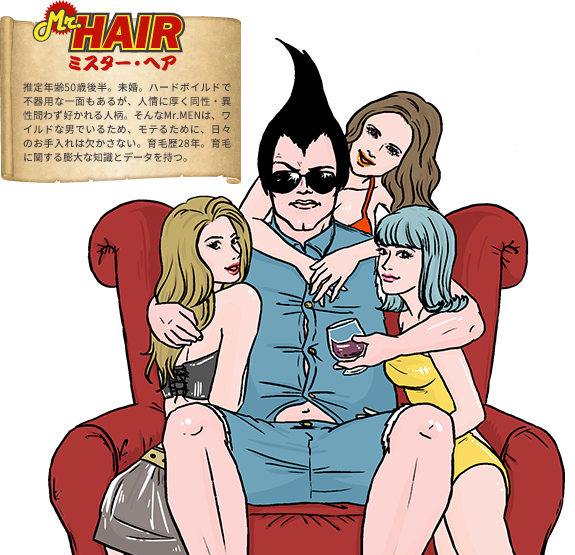 Mr.
HAIR
ミスター・ヘア
推定年齢50歳後半。未婚。ハードボイルドで
不器用な一面もあるが、人情に厚く同性・異
性問わず好かれる人柄。そんなMr.MENは、ワ
イルドな男でいるため、モテるために、日々
のお手入れは欠かさない。育毛歴28年。育毛
に関する膨大な知識とデータを持つ。